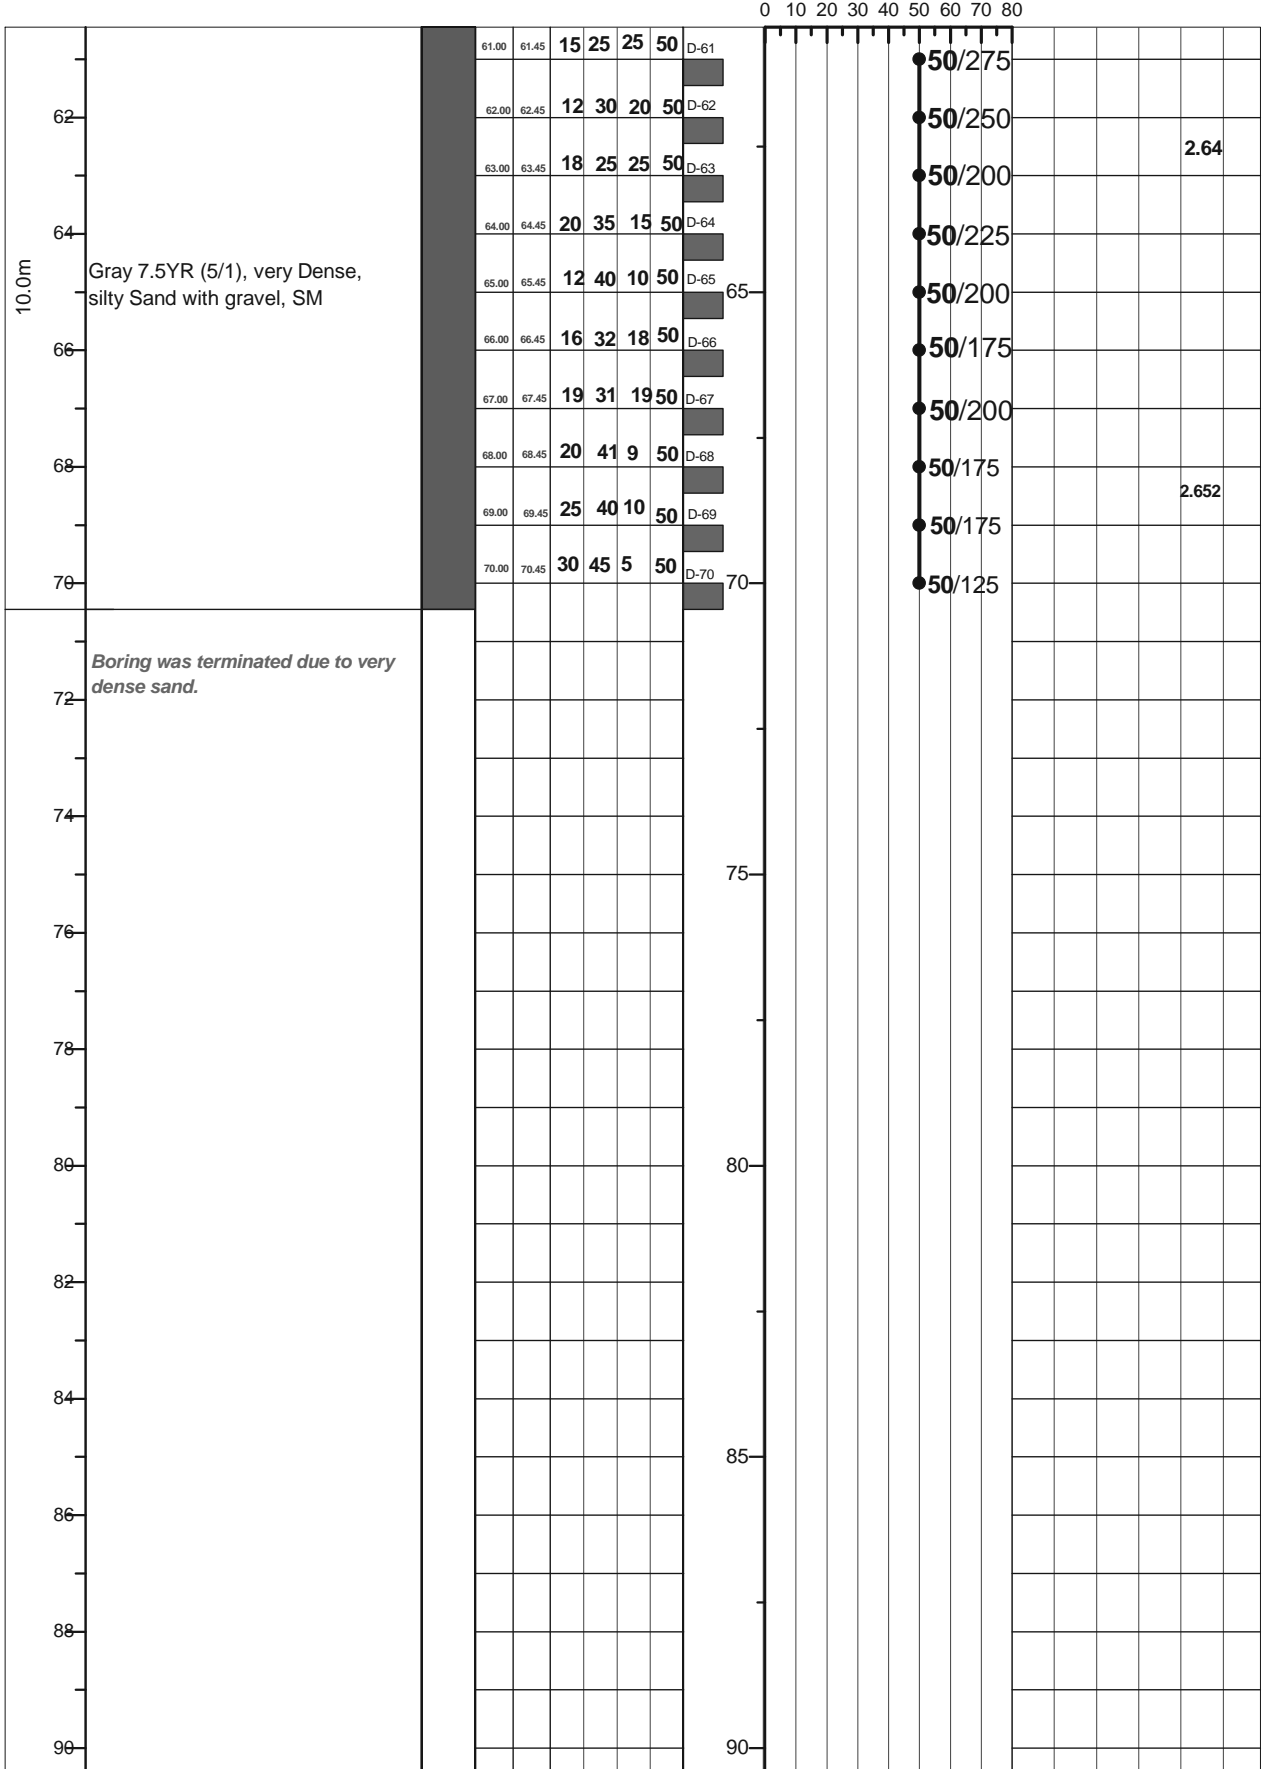 0 10 20 30 40 50 60 70 80
61.00 61.45 15 25 25 50 D-61 50/275
62 62.00 62.45 12 30 20 50 D-62 50/250
2.64
63.00 63.45 18 25 25 50 D-63 50/200
64 64.00 64.45 20 35 15 50 D-64 50/225
10.0m
Gray 7.5YR (5/1), very Dense,
silty Sand with gravel, SM
65.00 65.45 12 40 10 50 D-65 65 50/200
66 66.00 66.45 16 32 18 50 D-66 50/175
67.00 67.45 19 31 19 50 D-67 50/200
68 68.00 68.45 20 41 9 50 D-68 50/175
2.652
69.00 69.45 25 40 10 50 D-69 50/175
70 70.00 70.45 30 45 5 50 D-70 70 50/125
Boring was terminated due to very
dense sand.
72
74
75
76
78
80 80
82
84
85
86
88
90 90